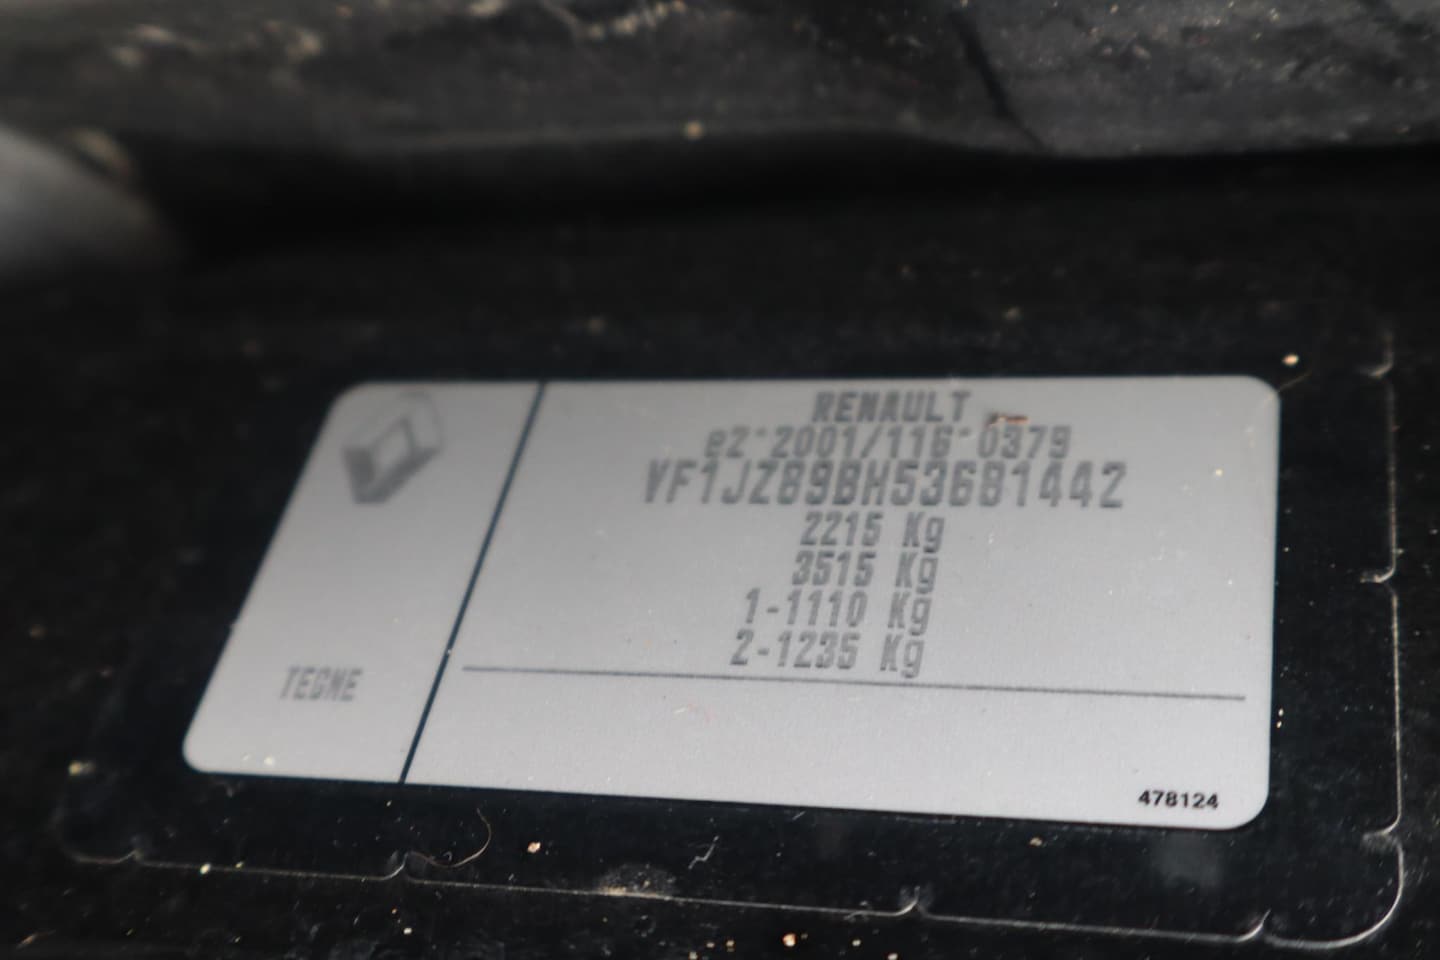 RENAULT
e2*2001/116*0379
VF1JZ89BH53681442
2215 Kg
3515 Kg
1-1110 Kg
2-1235 Kg
TEGNE
478124